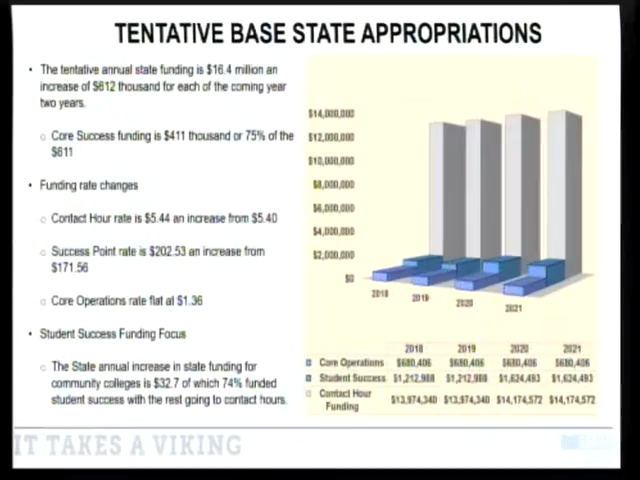 TENTATIVE BASE STATE APPROPRIATIONS
• The tentative annual state funding is $16.4 million an
increase of $612 thousand for each of the coming year
two years.
○ Core Success funding is $411 thousand or 75% of the
$611
• Funding rate changes
○ Contact Hour rate is $5.44 an increase from $5.40
○ Success Point rate is $202.53 an increase from
$171.56
○ Core Operations rate flat at $1.36
• Student Success Funding Focus
○ The State annual increase in state funding for
community colleges is $32.7 of which 74% funded
student success with the rest going to contact hours.
$14,000,000
$12,000,000
$10,000,000
$8,000,000
$6,000,000
$4,000,000
$2,000,000
$0
2018
2019
2020
2021
2018 2019 2020 2021
Core Operations $680,406 $680,406 $680,406 $680,406
Student Success $1,212,988 $1,212,988 $1,624,493 $1,624,493
Contact Hour
Funding $13,974,340 $13,974,340 $14,174,572 $14,174,572
IT TAKES A VIKING